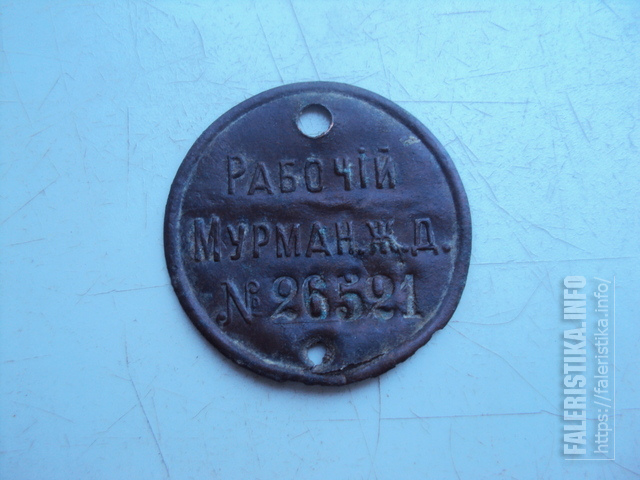 Рабочій
Мурман.Ж.Д.
№ 26521
FALERISTIKA.INFO
https://faleristika.info/